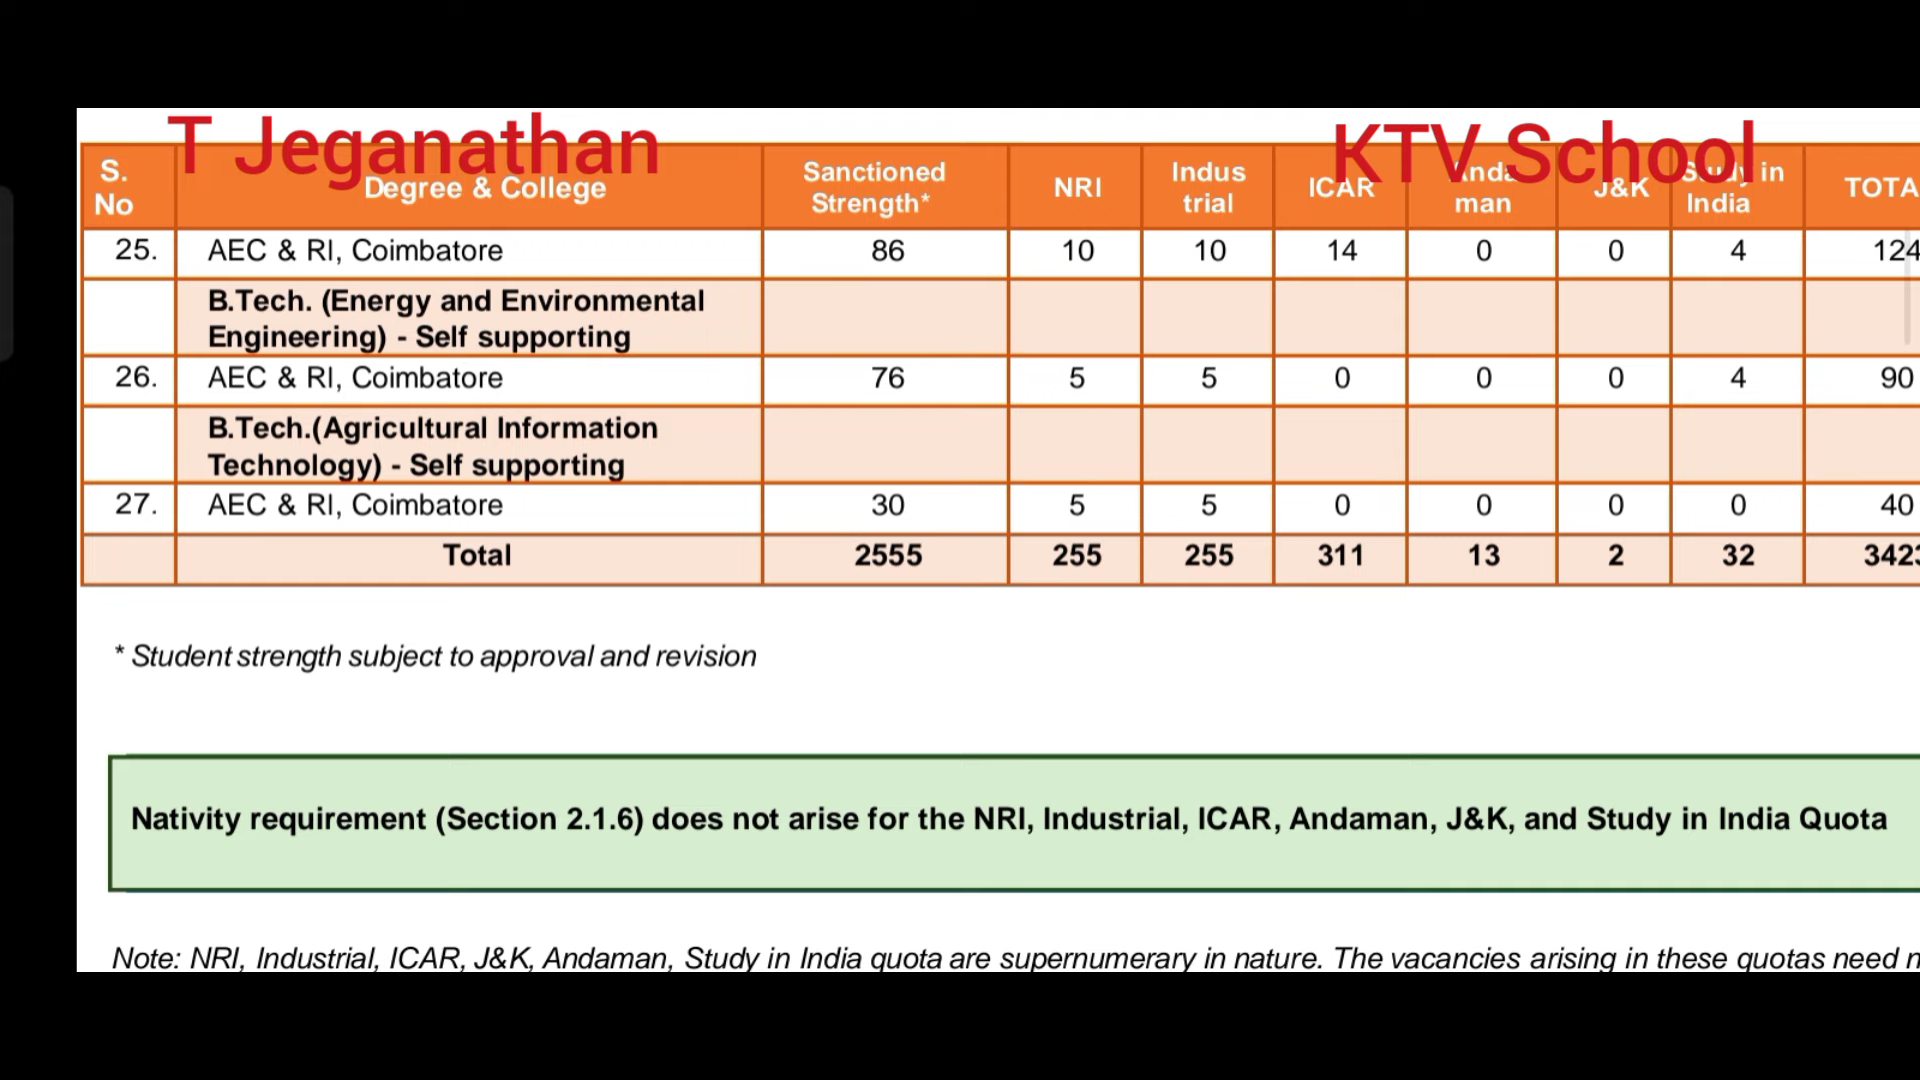 T Jeganathan KTV School
S. No Degree & College Sanctioned Strength* NRI Indus trial ICAR Anda man J&K Study in India TOTA
25. AEC & RI, Coimbatore 86 10 10 14 0 0 4 124
B.Tech. (Energy and Environmental
Engineering) - Self supporting
26. AEC & RI, Coimbatore 76 5 5 0 0 0 4 90
B.Tech.(Agricultural Information
Technology) - Self supporting
27. AEC & RI, Coimbatore 30 5 5 0 0 0 0 40
Total 2555 255 255 311 13 2 32 3423
* Student strength subject to approval and revision
Nativity requirement (Section 2.1.6) does not arise for the NRI, Industrial, ICAR, Andaman, J&K, and Study in India Quota
Note: NRI, Industrial, ICAR, J&K, Andaman, Study in India quota are supernumerary in nature. The vacancies arising in these quotas need n